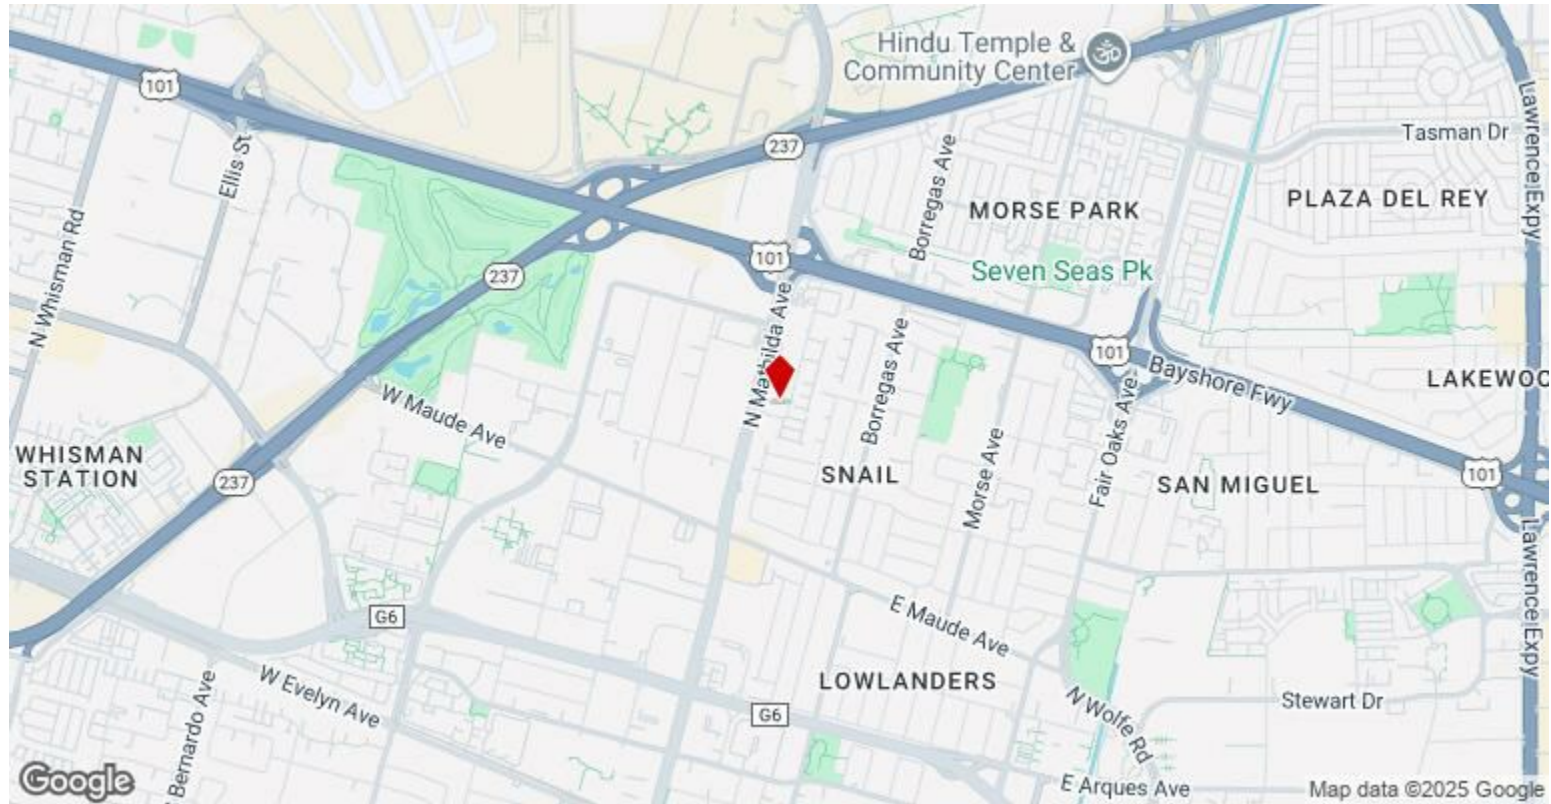 Hindu Temple &
Community Center
101
237
Tasman Dr
Lawrence Expy
Ellis St
Borregas Ave
PLAZA DEL REY
MORSE PARK
N Whisman Rd
101
Seven Seas Pk
237
N Mathilda Ave
Borregas Ave
101
Bayshore Fwy
LAKEWOO
W Maude Ave
Fair Oaks Ave
WHISMAN
STATION
237
SNAIL
Morse Ave
SAN MIGUEL
101
Lawrence Expy
G6
E Maude Ave
W Evelyn Ave
LOWLANDERS
Stewart Dr
N Wolfe Rd
G6
Bernardo Ave
E Arques Ave
Google
Map data ©2025 Google